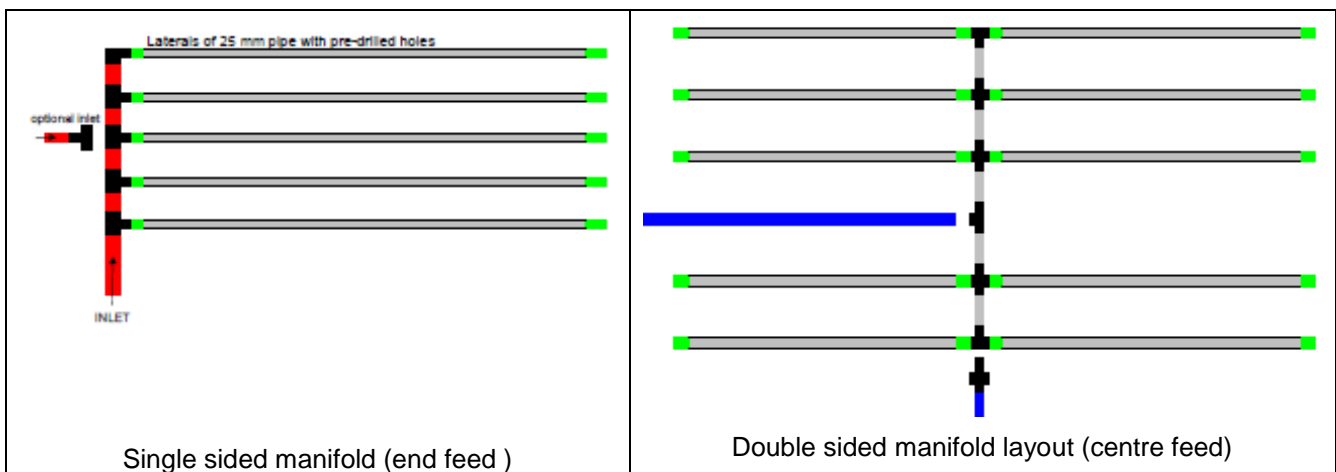 Laterals of 25 mm pipe with pre-drilled holes
optional inlet
INLET
Single sided manifold (end feed )
Double sided manifold layout (centre feed)